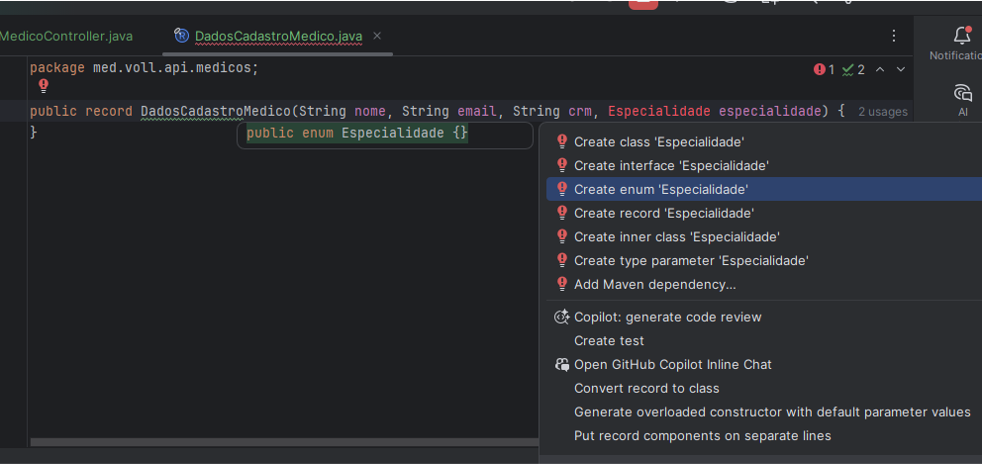 MedicoController.java
DadosCadastroMedico.java
package med.voll.api.medicos;
1 2
Notificatio
public record DadosCadastroMedico(String nome, String email, String crm, Especialidade especialidade) { 2 usages
AI
}
public enum Especialidade {}
Create class 'Especialidade'
Create interface 'Especialidade'
Create enum 'Especialidade'
Create record 'Especialidade'
Create inner class 'Especialidade'
Create type parameter 'Especialidade'
Add Maven dependency...
Copilot: generate code review
Create test
Open GitHub Copilot Inline Chat
Convert record to class
Generate overloaded constructor with default parameter values
Put record components on separate lines